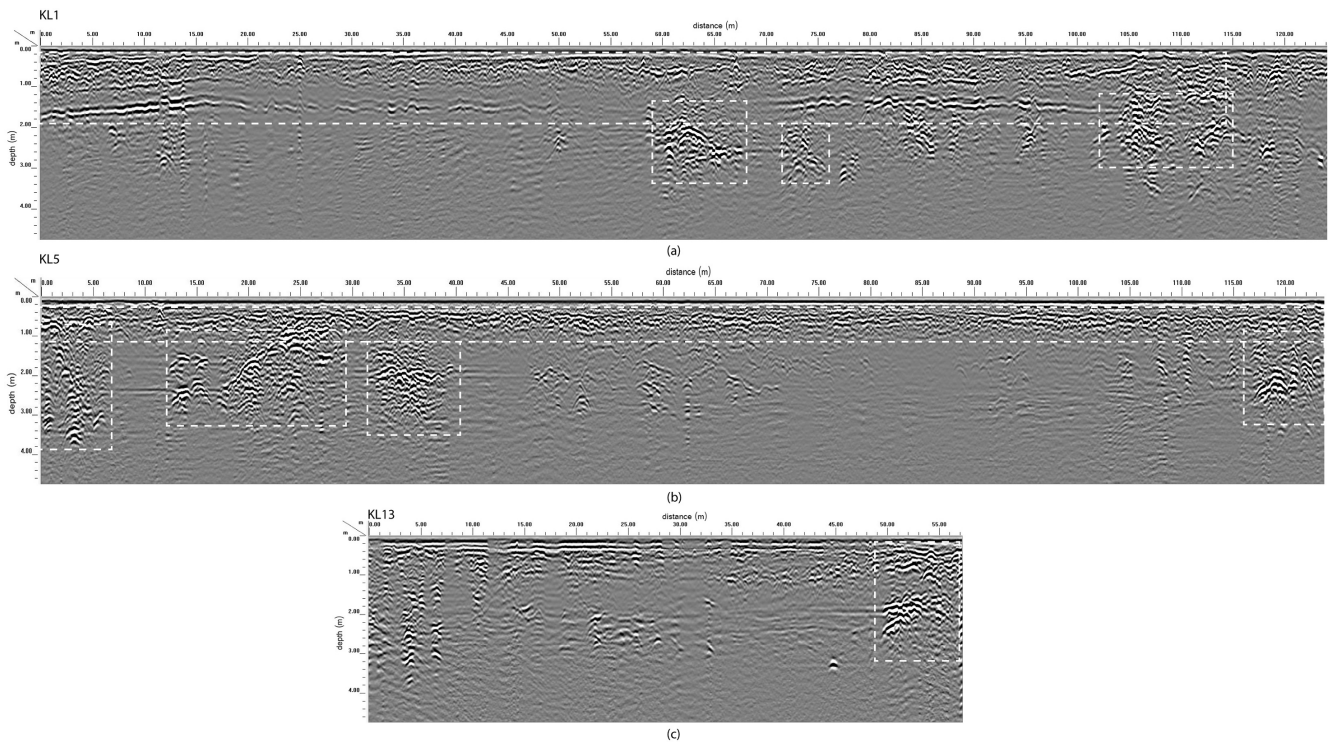 KL1
distance (m)
m 0.00 5.00 10.00 15.00 20.00 25.00 30.00 35.00 40.00 45.00 50.00 55.00 60.00 65.00 70.00 75.00 80.00 85.00 90.00 95.00 100.00 105.00 110.00 115.00 120.00
m
0.00
1.00
2.00
3.00
4.00
depth (m)
(a)
KL5
distance (m)
m 0.00 5.00 10.00 15.00 20.00 25.00 30.00 35.00 40.00 45.00 50.00 55.00 60.00 65.00 70.00 75.00 80.00 85.00 90.00 95.00 100.00 105.00 110.00 115.00 120.00
m
0.00
1.00
2.00
3.00
4.00
depth (m)
(b)
KL13
distance (m)
m 0.00 5.00 10.00 15.00 20.00 25.00 30.00 35.00 40.00 45.00 50.00 55.00
m
0.00
1.00
2.00
3.00
4.00
depth (m)
(c)